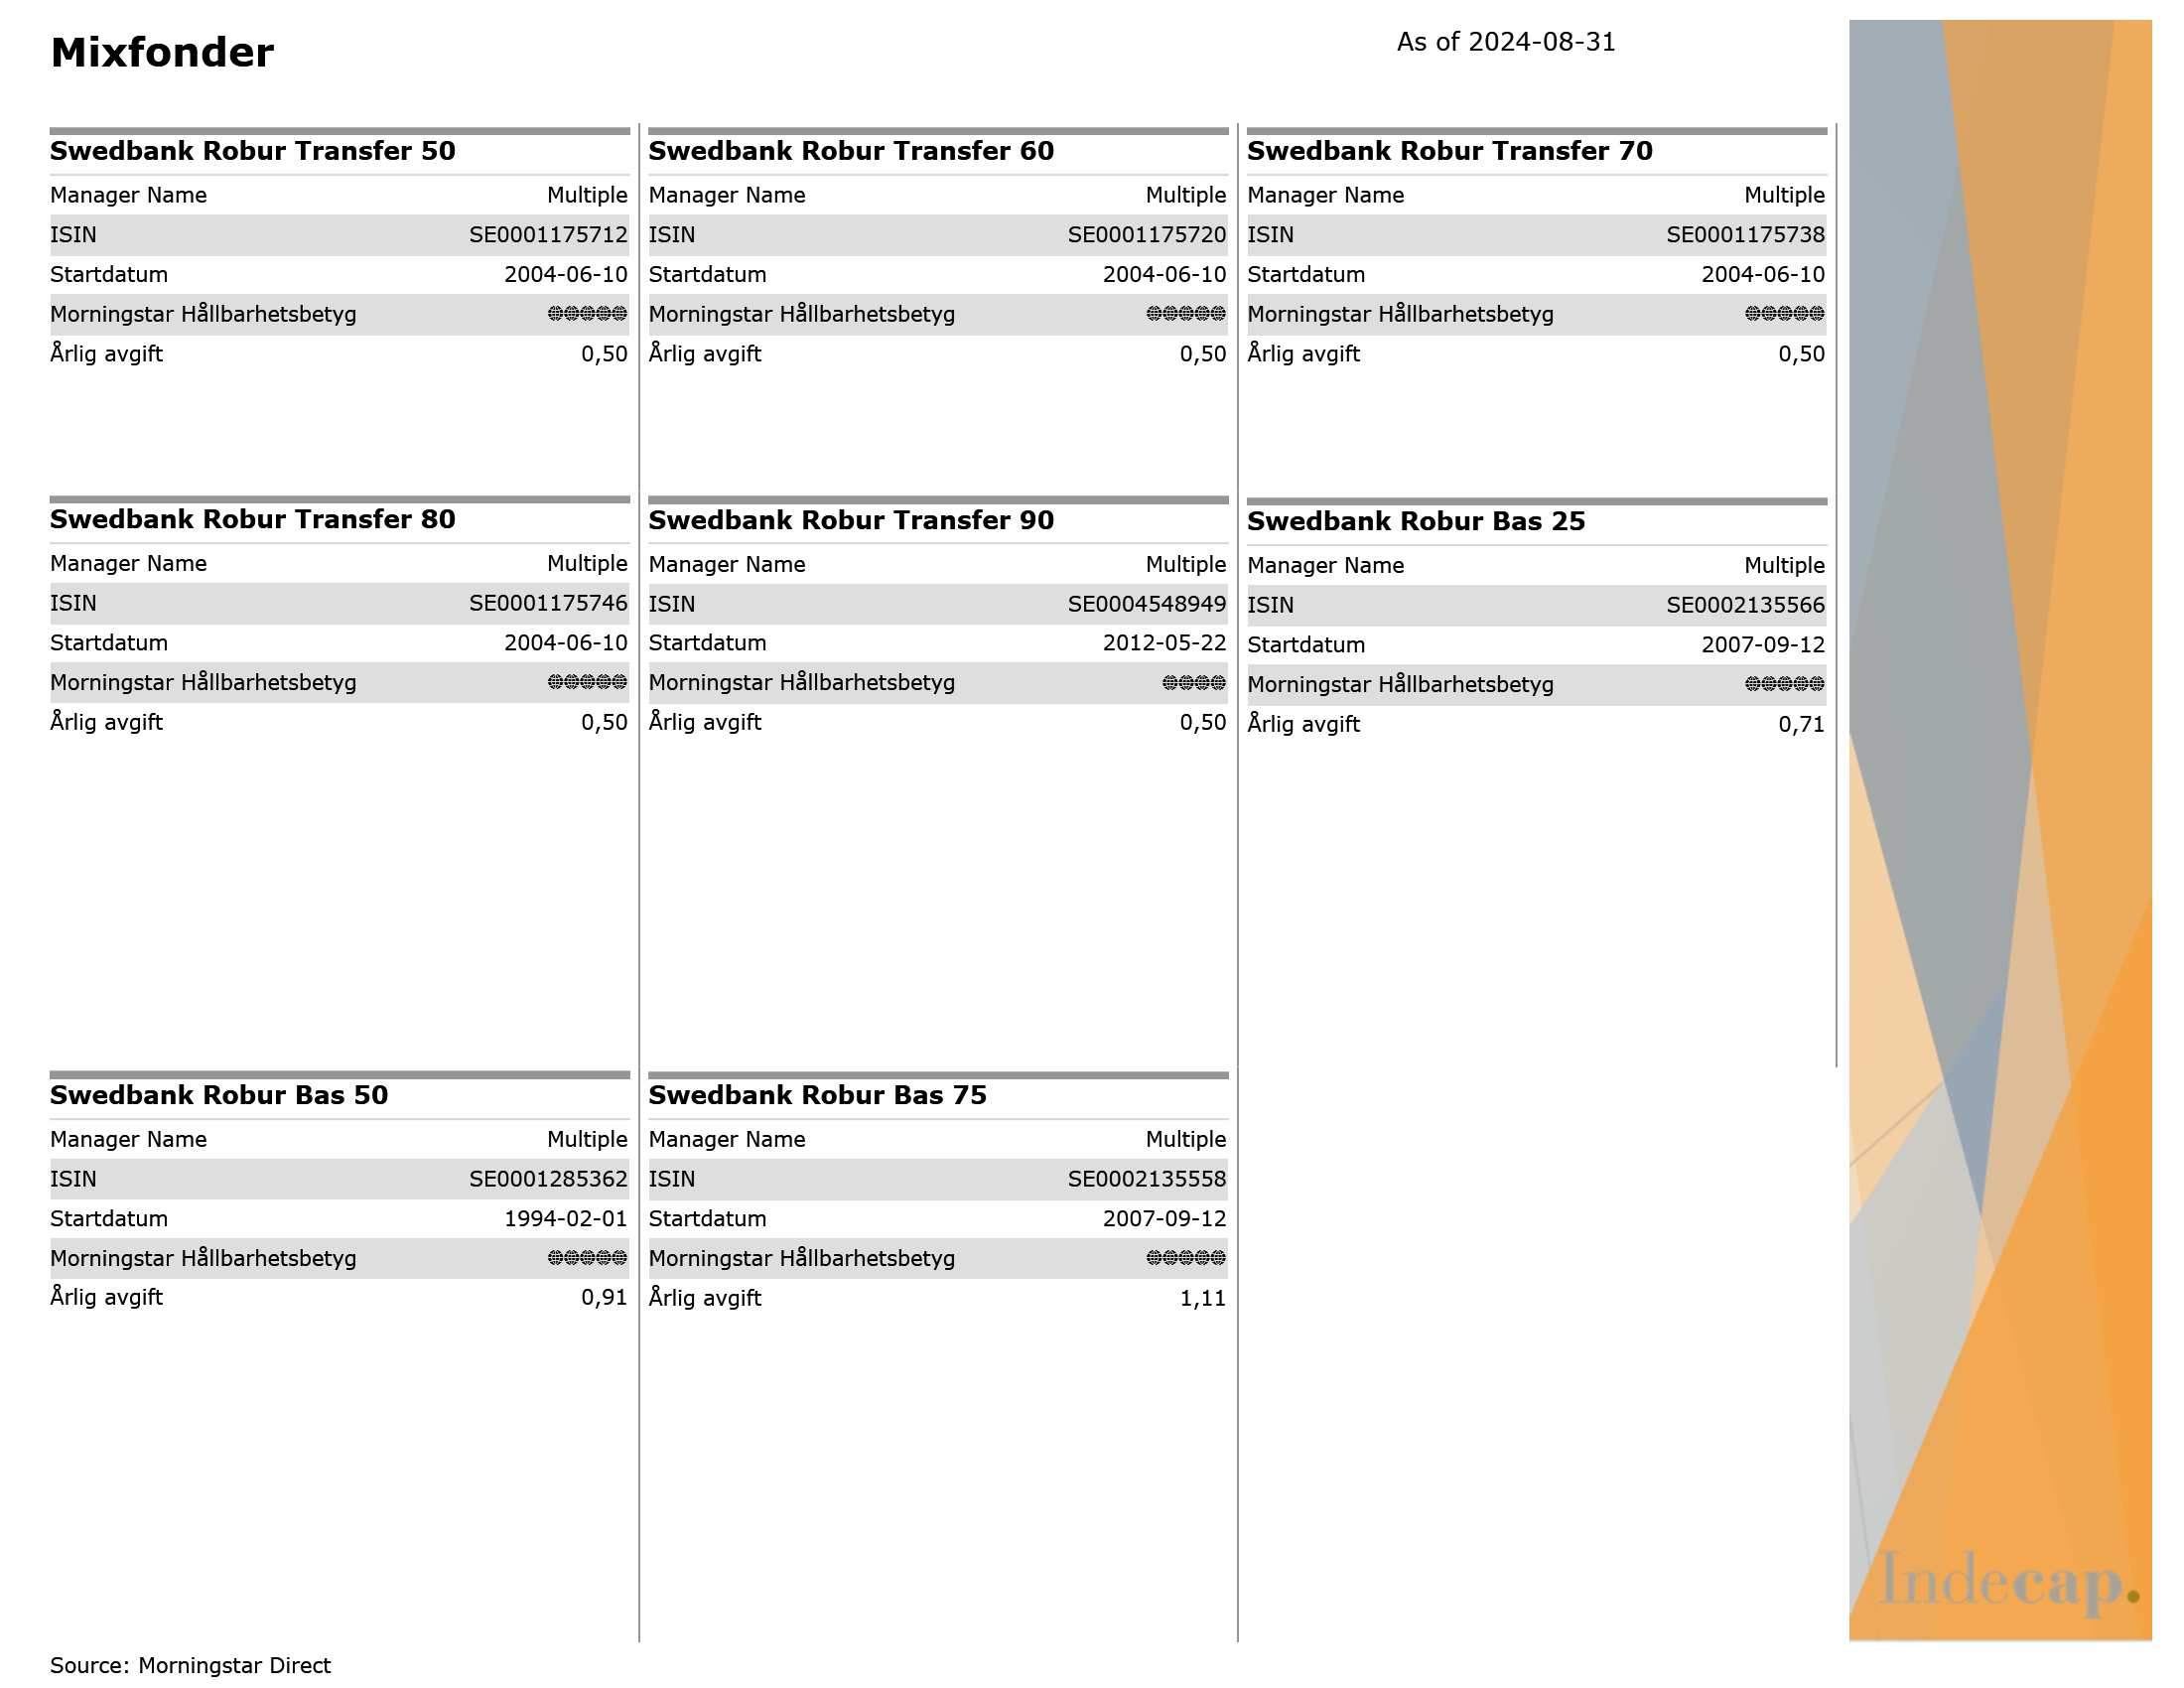 Mixfonder
As of 2024-08-31
Swedbank Robur Transfer 50
Manager Name Multiple
ISIN SE0001175712
Startdatum 2004-06-10
Morningstar Hållbarhetsbetyg
Årlig avgift 0,50
Swedbank Robur Transfer 60
Manager Name Multiple
ISIN SE0001175720
Startdatum 2004-06-10
Morningstar Hållbarhetsbetyg
Årlig avgift 0,50
Swedbank Robur Transfer 70
Manager Name Multiple
ISIN SE0001175738
Startdatum 2004-06-10
Morningstar Hållbarhetsbetyg
Årlig avgift 0,50
Swedbank Robur Transfer 80
Manager Name Multiple
ISIN SE0001175746
Startdatum 2004-06-10
Morningstar Hållbarhetsbetyg
Årlig avgift 0,50
Swedbank Robur Transfer 90
Manager Name Multiple
ISIN SE0004548949
Startdatum 2012-05-22
Morningstar Hållbarhetsbetyg
Årlig avgift 0,50
Swedbank Robur Bas 25
Manager Name Multiple
ISIN SE0002135566
Startdatum 2007-09-12
Morningstar Hållbarhetsbetyg
Årlig avgift 0,71
Swedbank Robur Bas 50
Manager Name Multiple
ISIN SE0001285362
Startdatum 1994-02-01
Morningstar Hållbarhetsbetyg
Årlig avgift 0,91
Swedbank Robur Bas 75
Manager Name Multiple
ISIN SE0002135558
Startdatum 2007-09-12
Morningstar Hållbarhetsbetyg
Årlig avgift 1,11
Indecap.
Source: Morningstar Direct